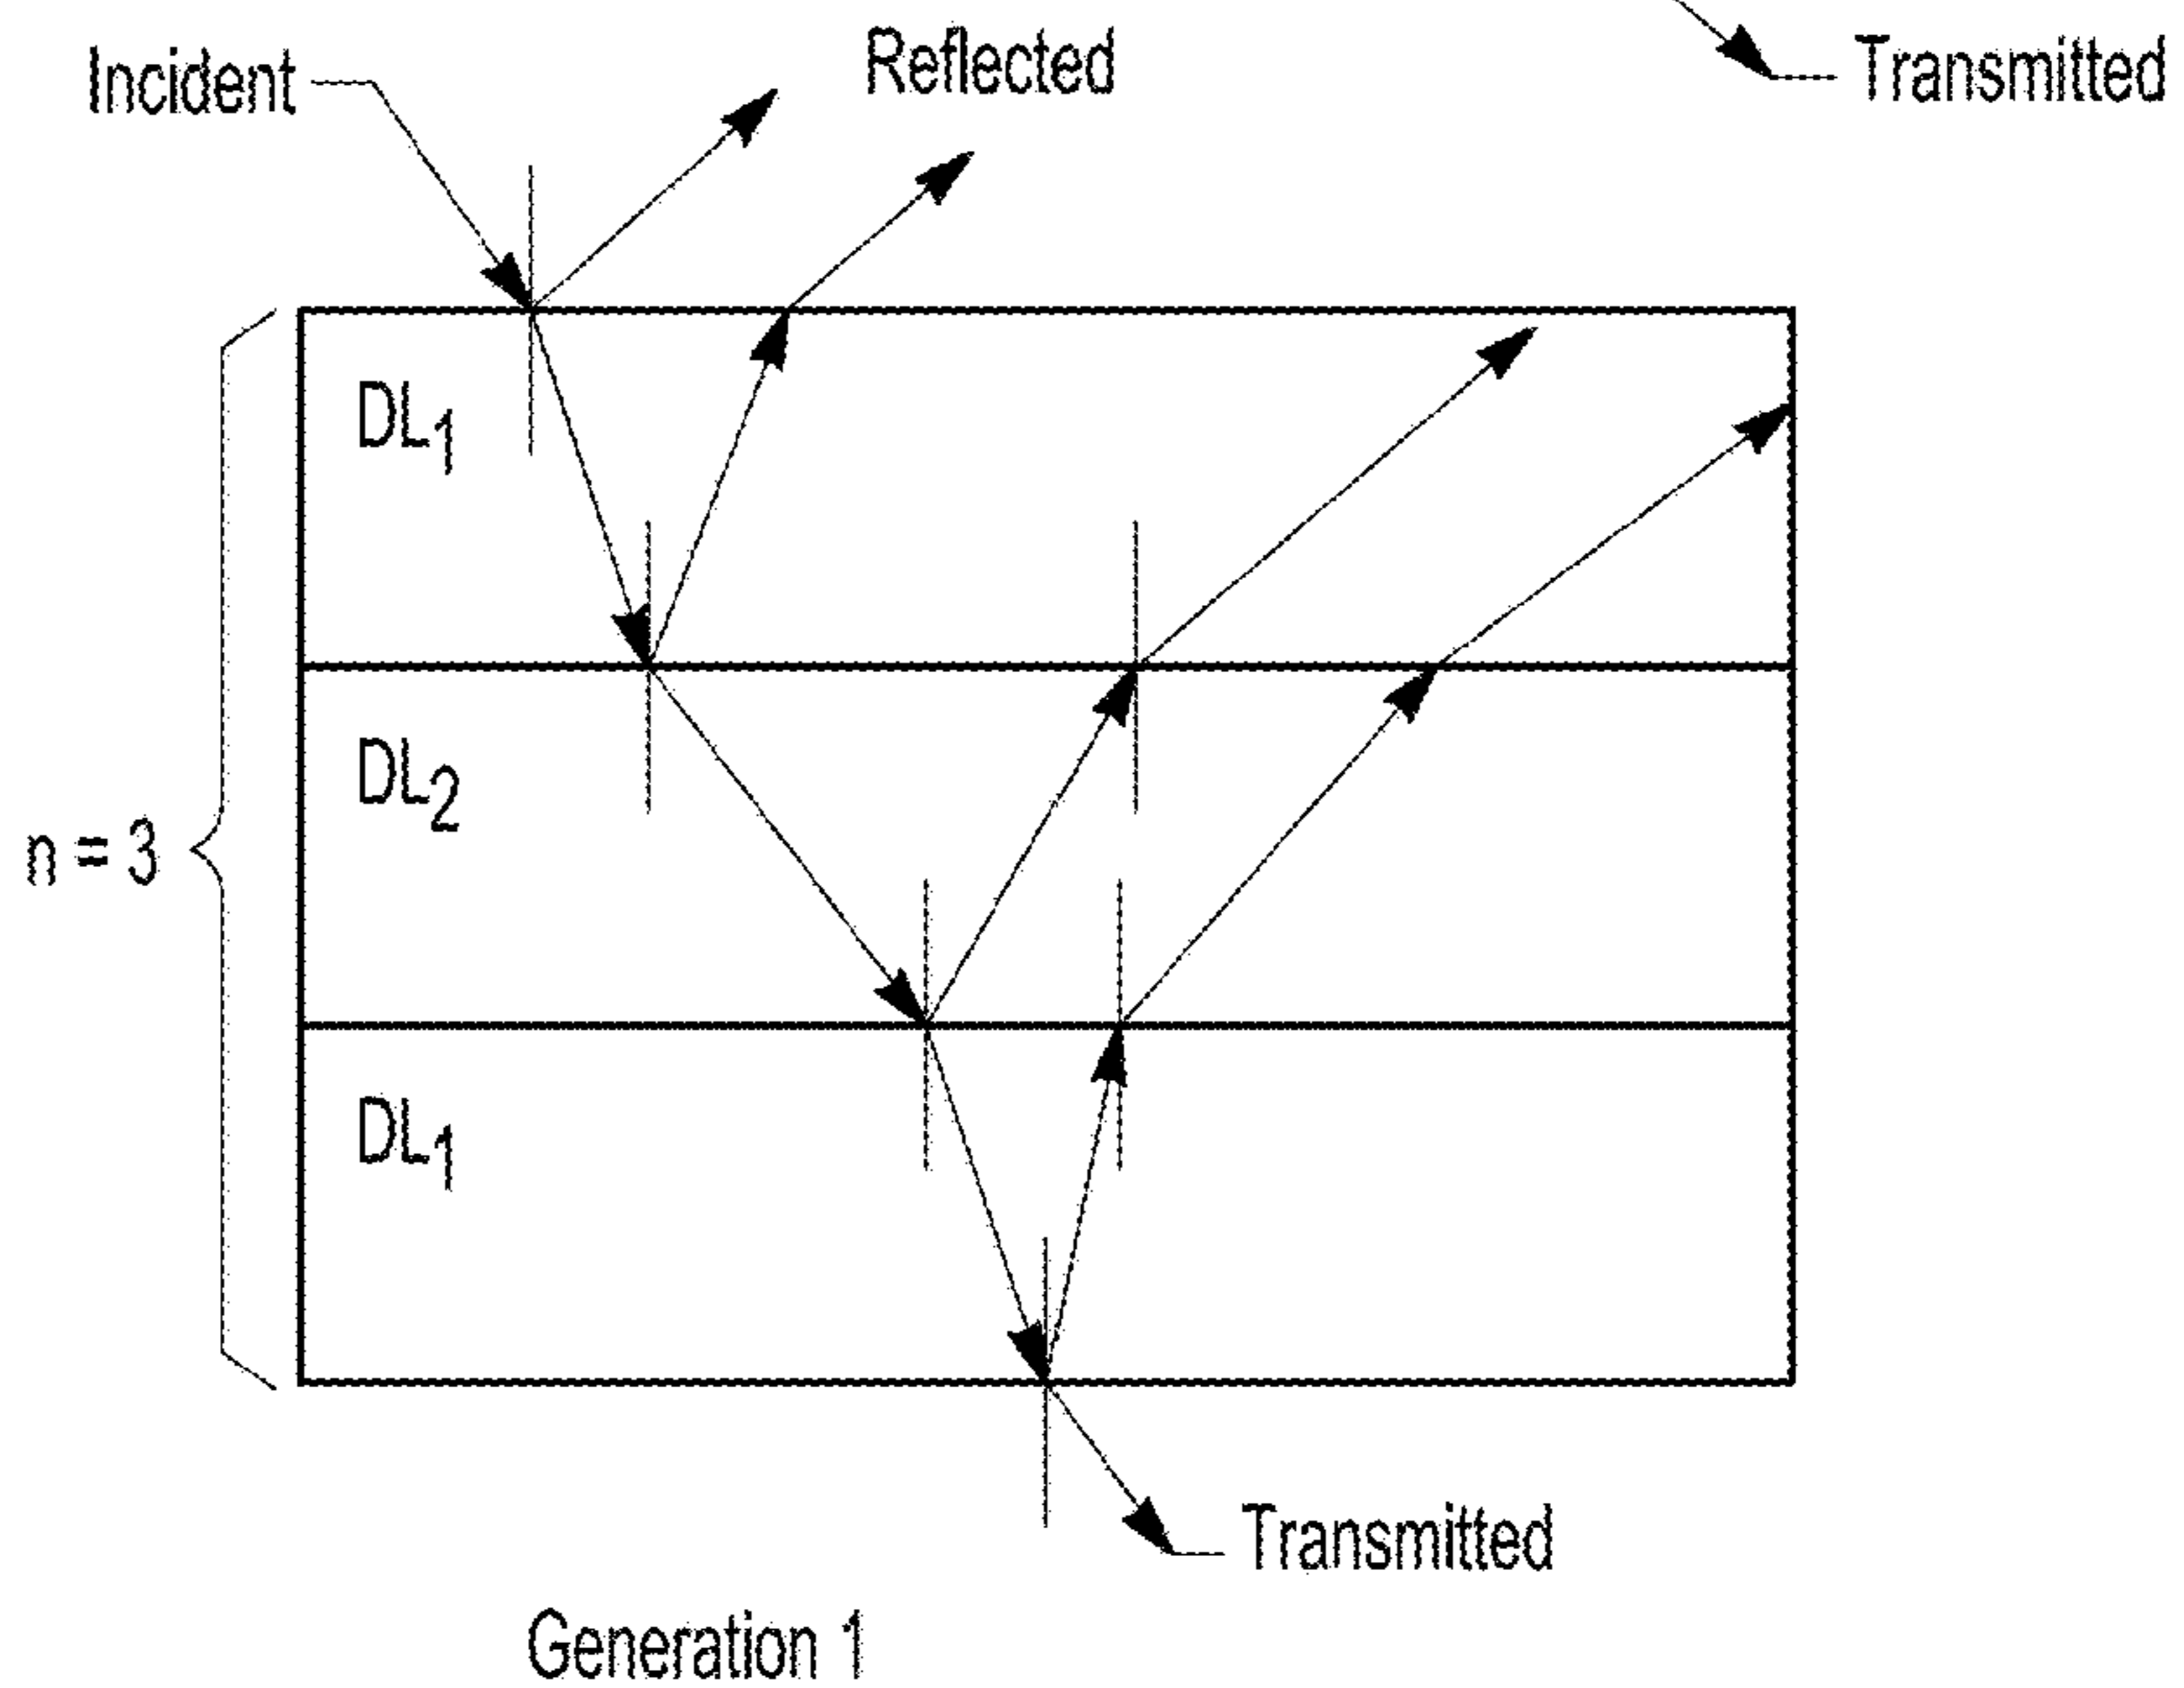 Incident
Reflected
Transmitted
DL1
DL2
n = 3
DL1
Transmitted
Generation 1